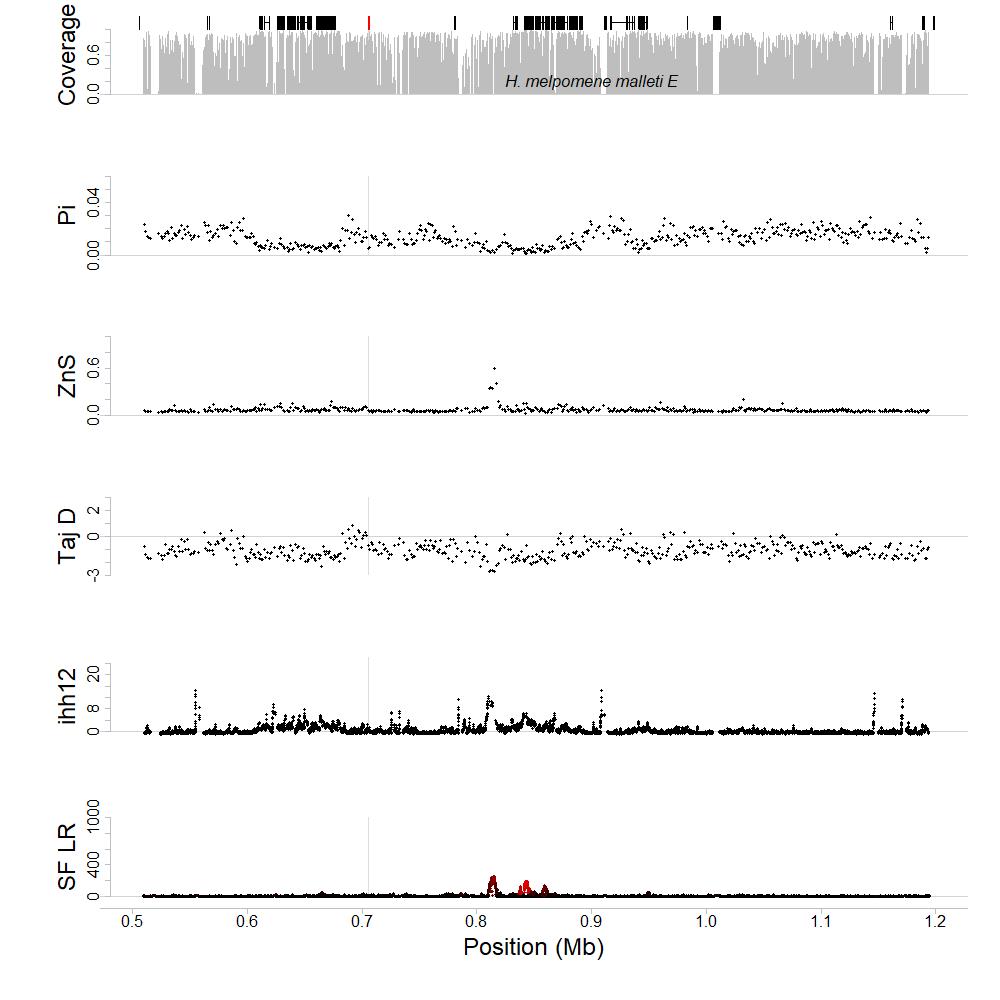 Coverage
0.0 0.6
H. melpomene malleti E
Pi
0.00 0.04
ZnS
0.0 0.6
Taj D
-3 0 2
ihh12
0 8 20
SF LR
0 400 1000
0.5 0.6 0.7 0.8 0.9 1.0 1.1 1.2
Position (Mb)